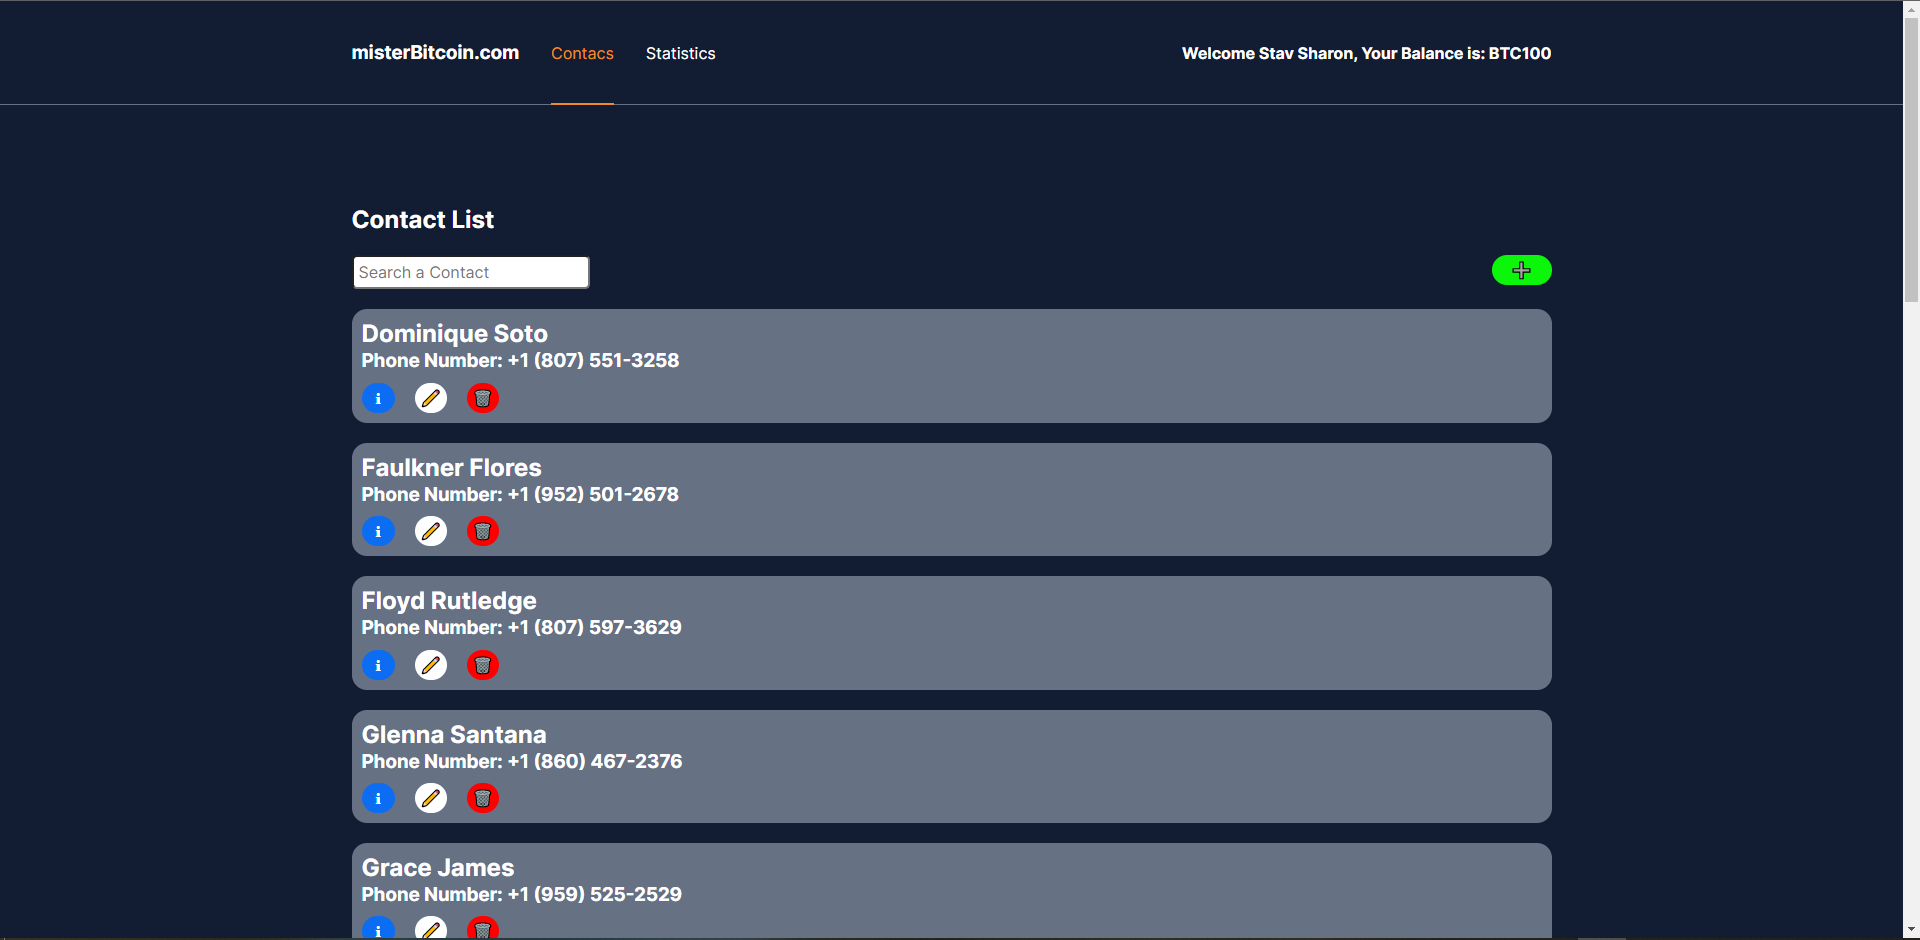 misterBitcoin.com Contacs Statistics Welcome Stav Sharon, Your Balance is: BTC100
Contact List
Search a Contact
Dominique Soto
Phone Number: +1 (807) 551-3258
Faulkner Flores
Phone Number: +1 (952) 501-2678
Floyd Rutledge
Phone Number: +1 (807) 597-3629
Glenna Santana
Phone Number: +1 (860) 467-2376
Grace James
Phone Number: +1 (959) 525-2529